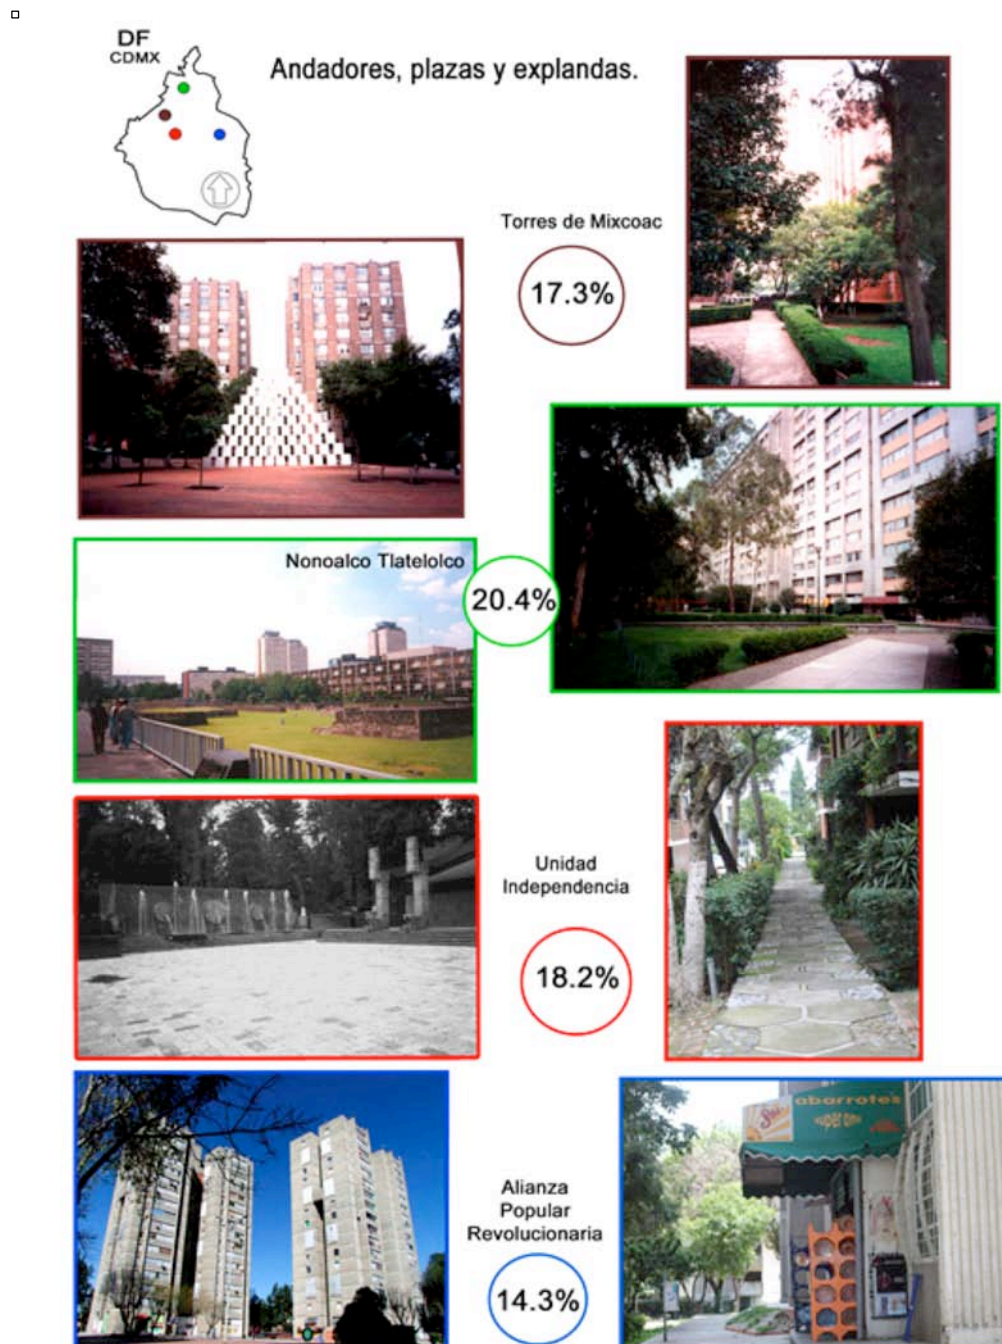 DF
CDMX
Andadores, plazas y explandas.
Torres de Mixcoac
17.3%
Nonoalco Tlatelolco
20.4%
Unidad
Independencia
18.2%
abarrotes
Alianza
Popular
Revolucionaria
14.3%